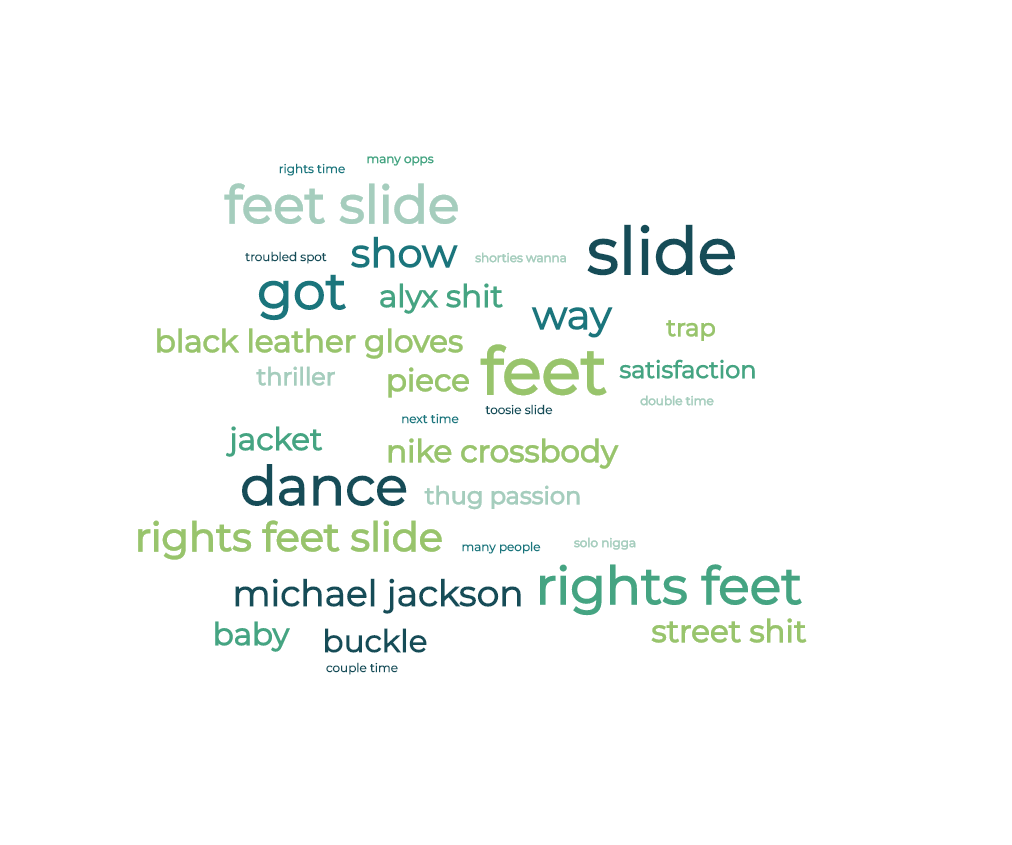 many opps
rights time
feet slide
slide
show
troubled spot
shorties wanna
got
alyx shit
way
trap
black leather gloves
feet
satisfaction
thriller
piece
double time
toosie slide
next time
jacket
nike crossbody
dance
thug passion
rights feet slide
many people
solo nigga
michael jackson
rights feet
baby
buckle
street shit
couple time